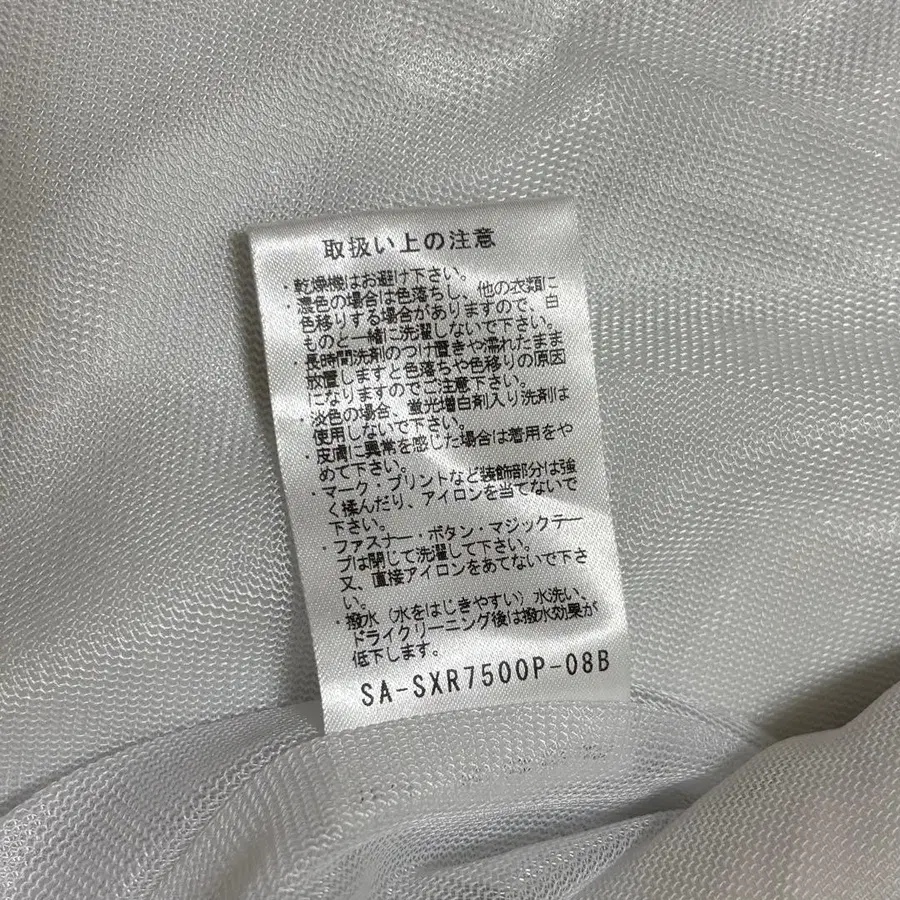 取扱い上の注意
・乾燥機はお避け下さい。
・濃色の場合は色落ちし、他の衣類に
色移りする場合がありますので、白
ものと一緒に洗濯しないで下さい。
・長時間洗剤のつけ置きや濡れたまま
放置しますと色落ちや色移りの原因
になりますのでご注意下さい。
・淡色の場合、蛍光増白剤入り洗剤は
使用しないで下さい。
・皮膚に異常を感じた場合は着用をや
めて下さい。
・マーク・プリントなど装飾部分は強
く揉んだり、アイロンを当てないで
下さい。
・ファスナー・ボタン・マジックテー
プは閉じて洗濯して下さい。
又、直接アイロンをあてないで下さ
い。
・撥水（水をはじきやすい）水洗い、
ドライクリーニング後は撥水効果が
低下します。
SA-SXR7500P-08B